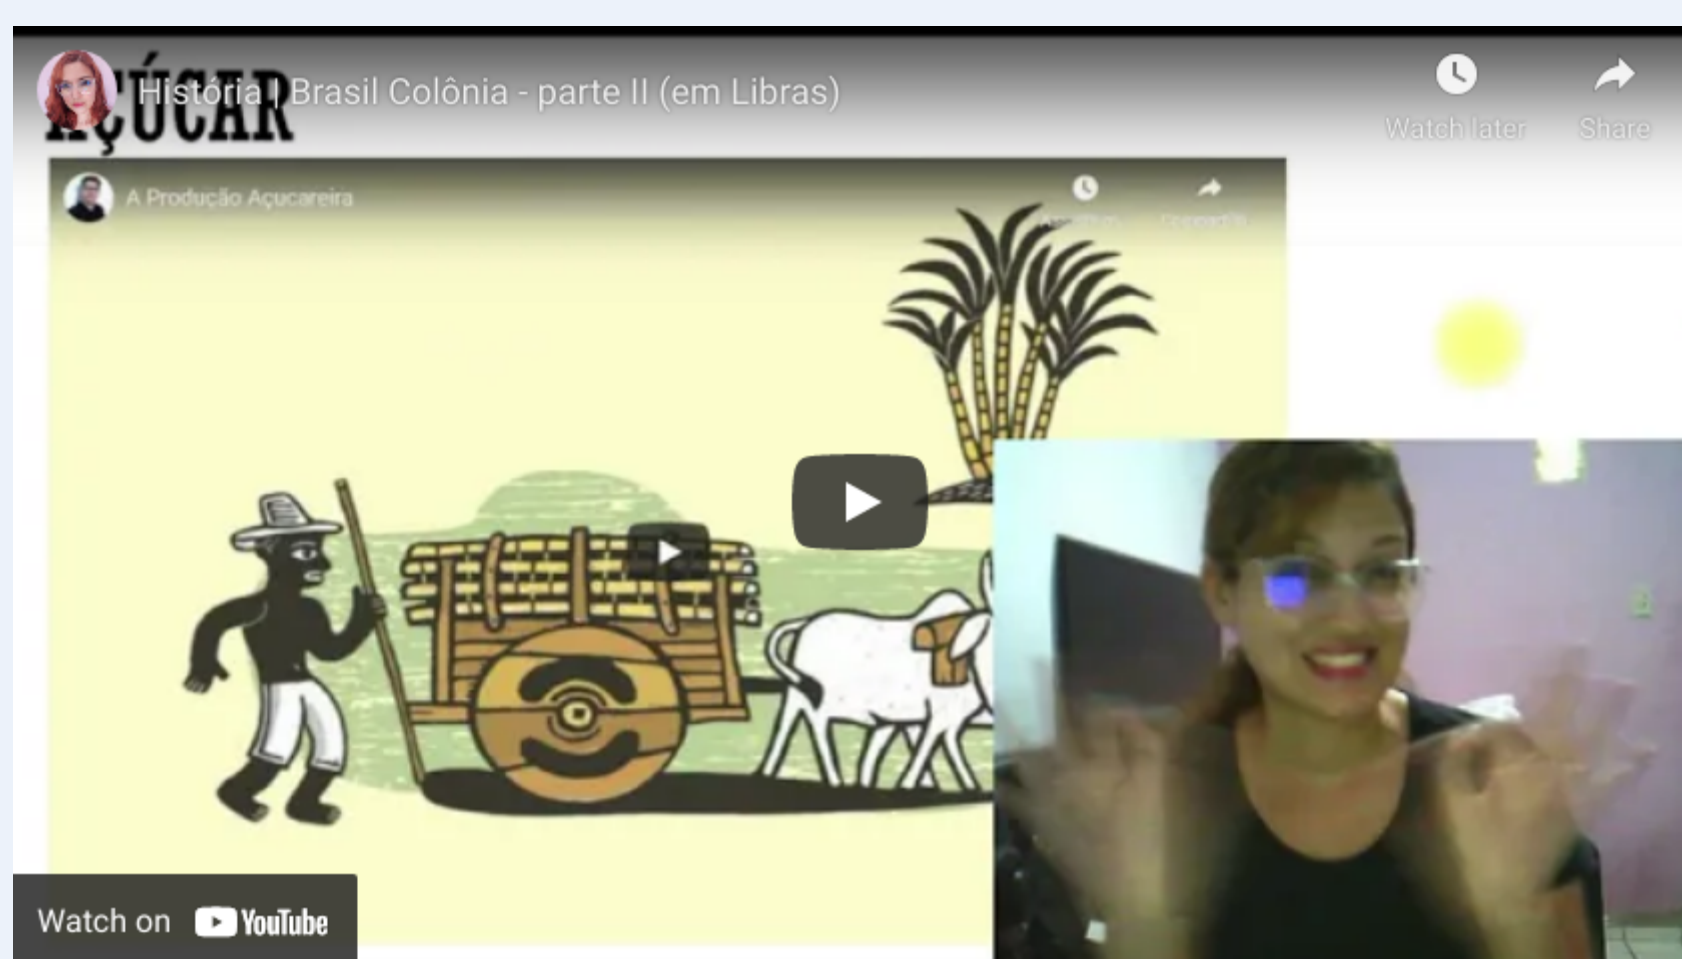 História | Brasil Colônia - parte II (em Libras)
AÇÚCAR
Watch later
Share
A Produção Açucareira
Watch on YouTube